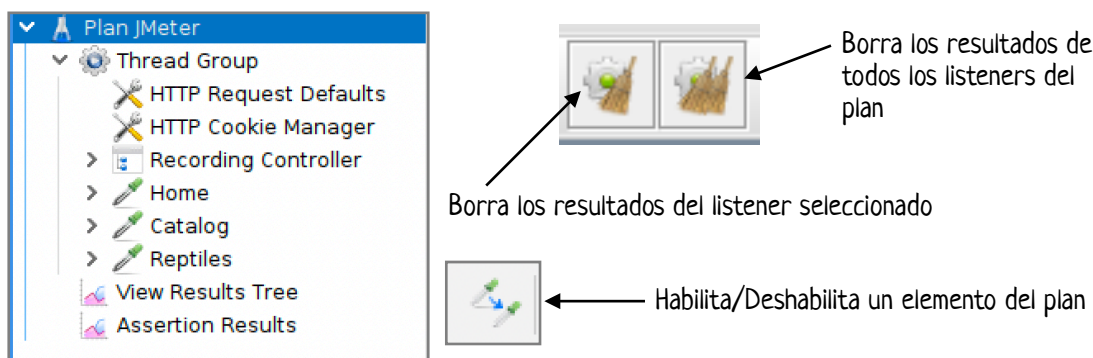 Plan JMeter
Thread Group
HTTP Request Defaults
HTTP Cookie Manager
Recording Controller
Home
Catalog
Reptiles
View Results Tree
Assertion Results
Borra los resultados de
todos los listeners del
plan
Borra los resultados del listener seleccionado
Habilita/Deshabilita un elemento del plan